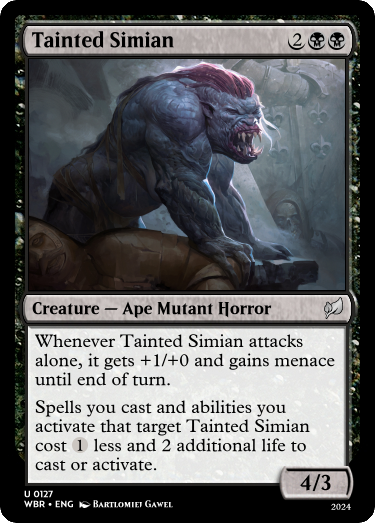 Tainted Simian 2
Creature — Ape Mutant Horror
Whenever Tainted Simian attacks
alone, it gets +1/+0 and gains menace
until end of turn.
Spells you cast and abilities you
activate that target Tainted Simian
cost 1 less and 2 additional life to
cast or activate.
4/3
U 0127
WBR • ENG Bartlomiej Gawel
2024